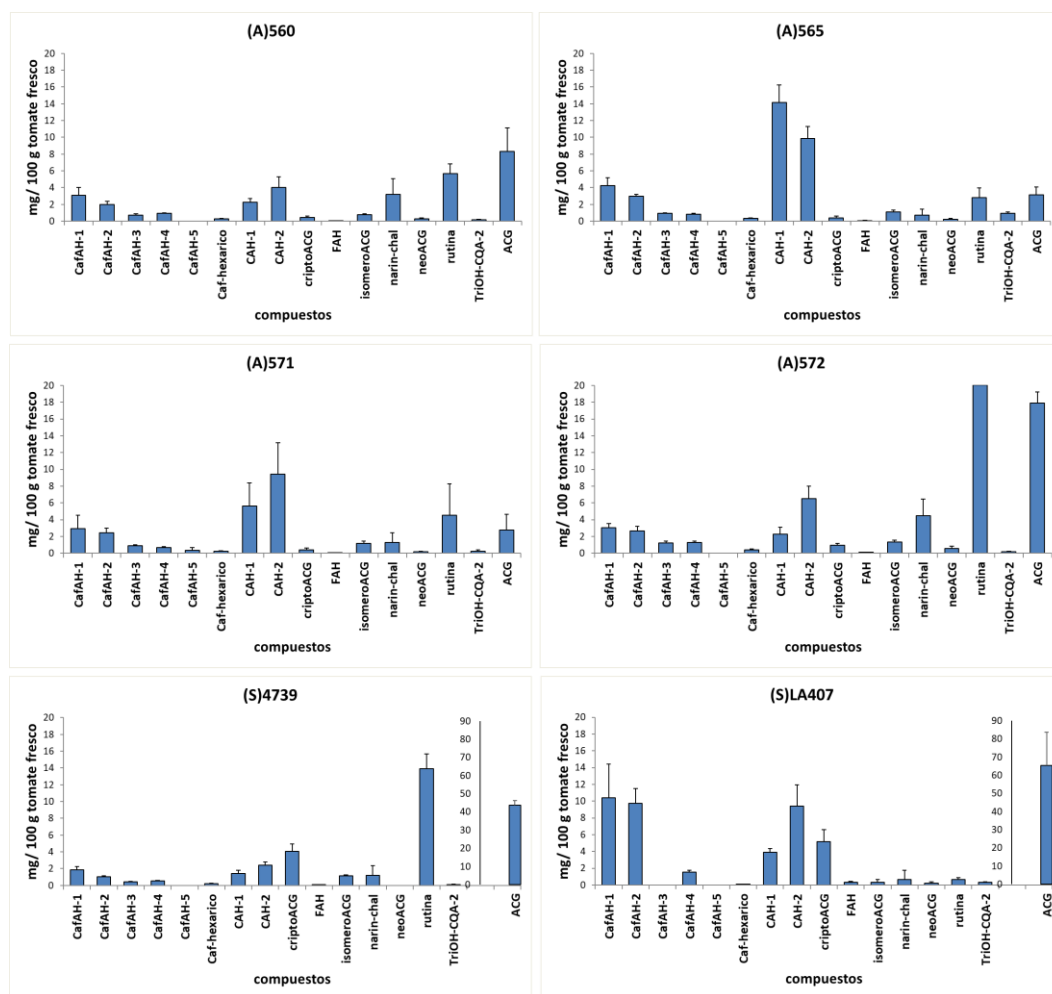 (A)560
20
18
16
14
12
10
8
6
4
2
0
mg/ 100 g tomate fresco
CafAH-1
CafAH-2
CafAH-3
CafAH-4
CafAH-5
Caf-hexarico
CAH-1
CAH-2
criptoACG
FAH
isomeroACG
narin-chal
neoACG
rutina
TriOH-CQA-2
ACG
compuestos
(A)565
20
18
16
14
12
10
8
6
4
2
0
mg/ 100 g tomate fresco
CafAH-1
CafAH-2
CafAH-3
CafAH-4
CafAH-5
Caf-hexarico
CAH-1
CAH-2
criptoACG
FAH
isomeroACG
narin-chal
neoACG
rutina
TriOH-CQA-2
ACG
compuestos
(A)571
20
18
16
14
12
10
8
6
4
2
0
mg/ 100 g tomate fresco
CafAH-1
CafAH-2
CafAH-3
CafAH-4
CafAH-5
Caf-hexarico
CAH-1
CAH-2
criptoACG
FAH
isomeroACG
narin-chal
neoACG
rutina
TriOH-CQA-2
ACG
compuestos
(A)572
20
18
16
14
12
10
8
6
4
2
0
mg/ 100 g tomate fresco
CafAH-1
CafAH-2
CafAH-3
CafAH-4
CafAH-5
Caf-hexarico
CAH-1
CAH-2
criptoACG
FAH
isomeroACG
narin-chal
neoACG
rutina
TriOH-CQA-2
ACG
compuestos
(S)4739
20
18
16
14
12
10
8
6
4
2
0
mg/ 100 g tomate fresco
90
80
70
60
50
40
30
20
10
0
CafAH-1
CafAH-2
CafAH-3
CafAH-4
CafAH-5
Caf-hexarico
CAH-1
CAH-2
criptoACG
FAH
isomeroACG
narin-chal
neoACG
rutina
TriOH-CQA-2
ACG
compuestos
(S)LA407
20
18
16
14
12
10
8
6
4
2
0
mg/ 100 g tomate fresco
90
80
70
60
50
40
30
20
10
0
CafAH-1
CafAH-2
CafAH-3
CafAH-4
CafAH-5
Caf-hexarico
CAH-1
CAH-2
criptoACG
FAH
isomeroACG
narin-chal
neoACG
rutina
TriOH-CQA-2
ACG
compuestos